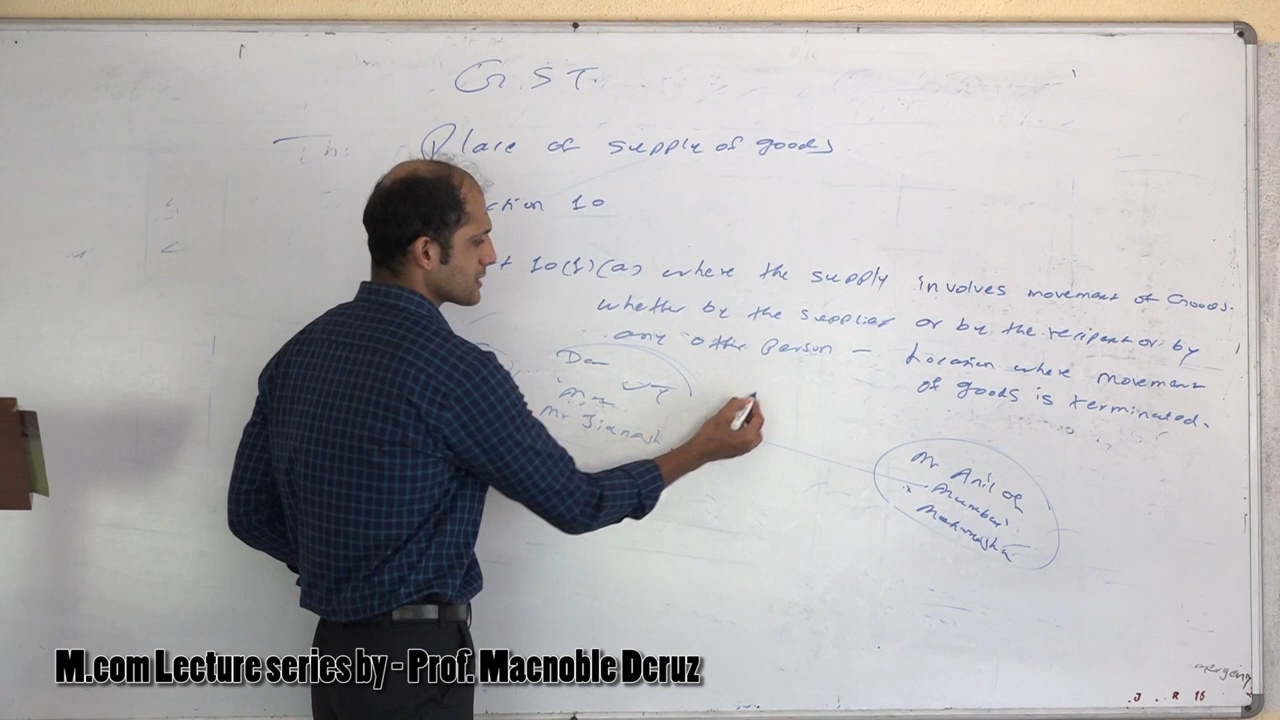 G.S.T.
Place of supply of goods
ction 10
10(1)(a) where the supply involves movement of Goods.
whether by the supplier or by the recipent or by
any other person – Location where movement
of goods is terminated.
Mr Jignesh
Mr Anil of
Mumbai
Maharashtra
M.com Lecture series by - Prof. Macnoble Dcruz
J R 16